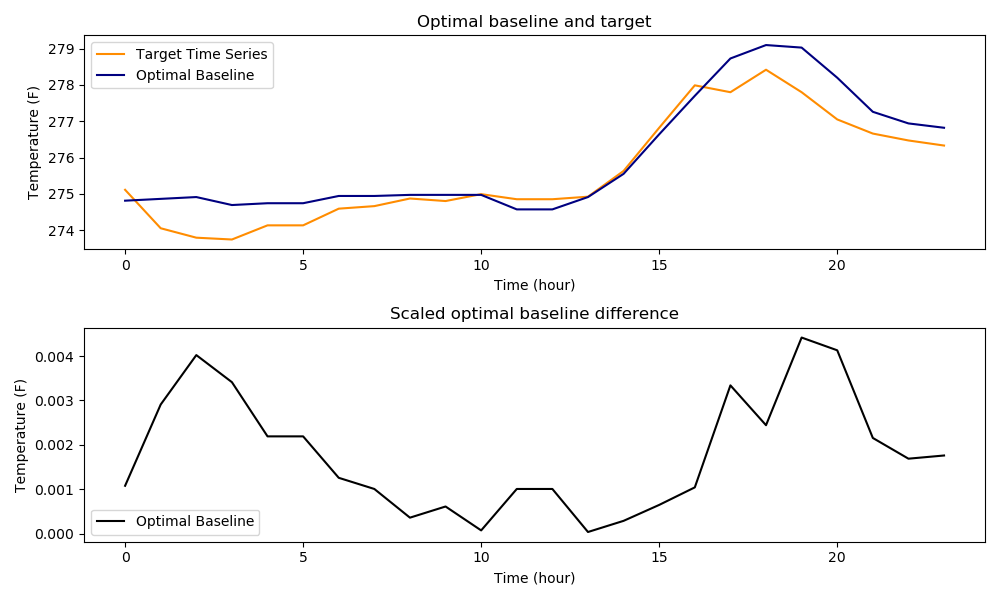 Optimal baseline and target
279
278
277
276
275
274
Temperature (F)
Target Time Series
Optimal Baseline
0
5
10
15
20
Time (hour)
Scaled optimal baseline difference
0.004
0.003
0.002
0.001
0.000
Temperature (F)
Optimal Baseline
0
5
10
15
20
Time (hour)